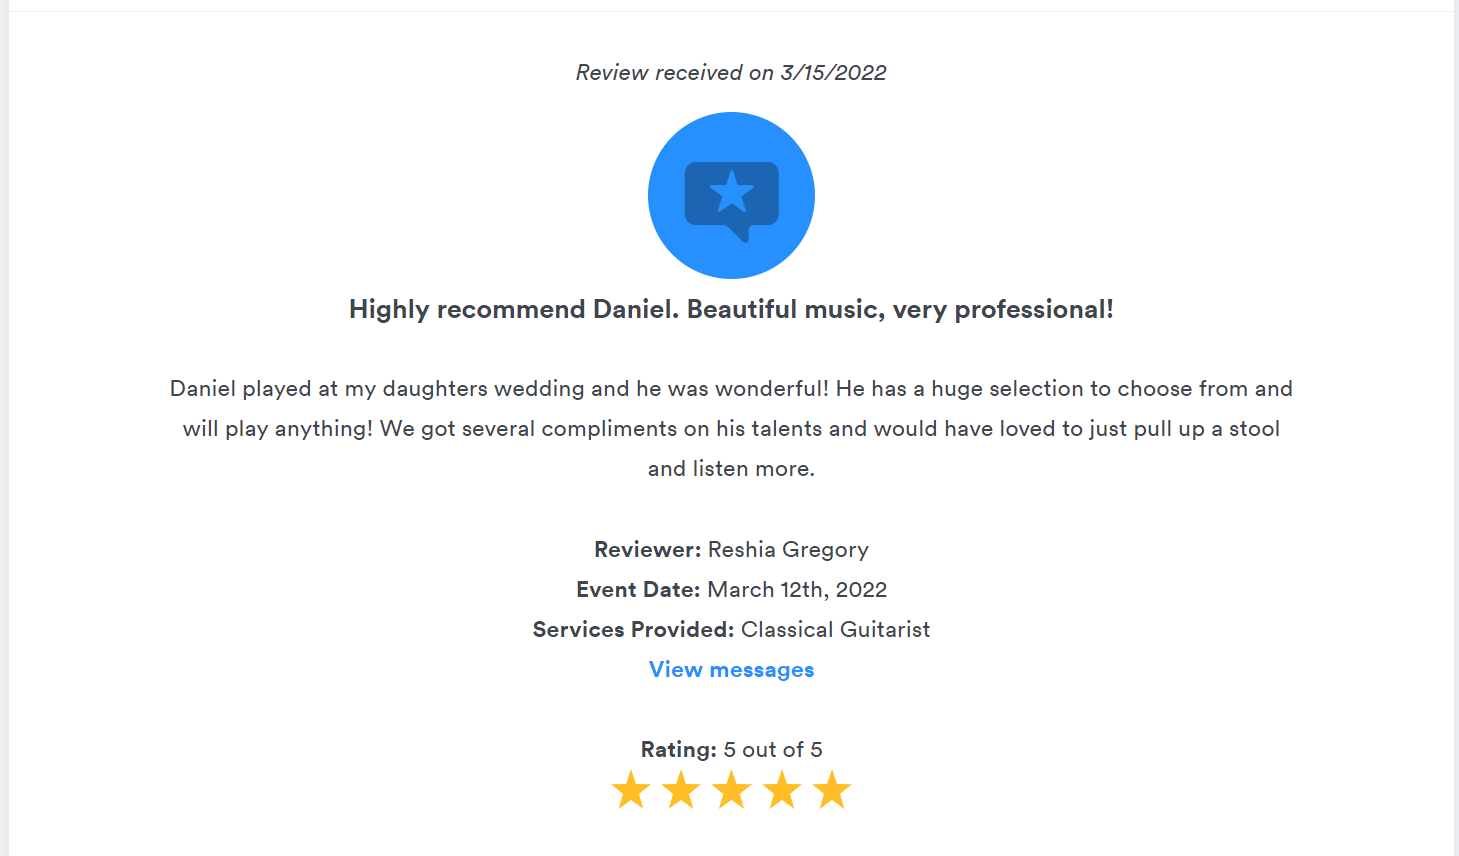 Review received on 3/15/2022
Highly recommend Daniel. Beautiful music, very professional!
Daniel played at my daughters wedding and he was wonderful! He has a huge selection to choose from and
will play anything! We got several compliments on his talents and would have loved to just pull up a stool
and listen more.
Reviewer: Reshia Gregory
Event Date: March 12th, 2022
Services Provided: Classical Guitarist
View messages
Rating: 5 out of 5